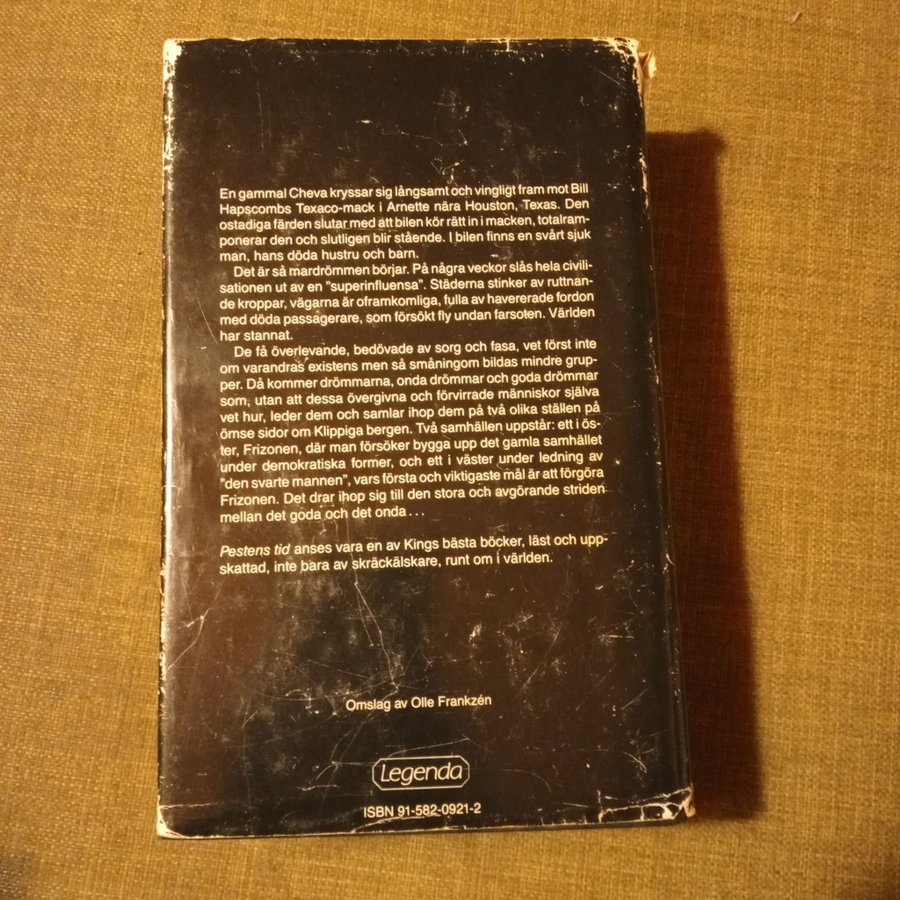 En gammal Cheva kryssar sig långsamt och vingligt fram mot Bill
Hapscombs Texaco-mack i Arnette nära Houston, Texas. Den
ostadiga färden slutar med att bilen kör rätt in i macken, totalram-
ponerar den och slutligen blir stående. I bilen finns en svårt sjuk
man, hans döda hustru och barn.
Det är så mardrömmen börjar. På några veckor slås hela civili-
sationen ut av en "superinfluensa". Städerna stinker av ruttnan-
de kroppar, vägarna är oframkomliga, fulla av havererade fordon
med döda passagerare, som försökt fly undan farsoten. Världen
har stannat.
De få överlevande, bedövade av sorg och fasa, vet först inte
om varandras existens men så småningom bildas mindre grup-
per. Då kommer drömmarna, onda drömmar och goda drömmar
som, utan att dessa övergivna och förvirrade människor själva
vet hur, leder dem och samlar ihop dem på två olika ställen på
ömse sidor om Klippiga bergen. Två samhällen uppstår: ett i ös-
ter, Frizonen, där man försöker bygga upp det gamla samhället
under demokratiska former, och ett i väster under ledning av
"den svarte mannen", vars första och viktigaste mål är att förgöra
Frizonen. Det drar ihop sig till den stora och avgörande striden
mellan det goda och det onda...
Pestens tid anses vara en av Kings bästa böcker, läst och upp-
skattad, inte bara av skräckälskare, runt om i världen.
Omslag av Olle Frankzén
Legenda
ISBN 91-582-0921-2